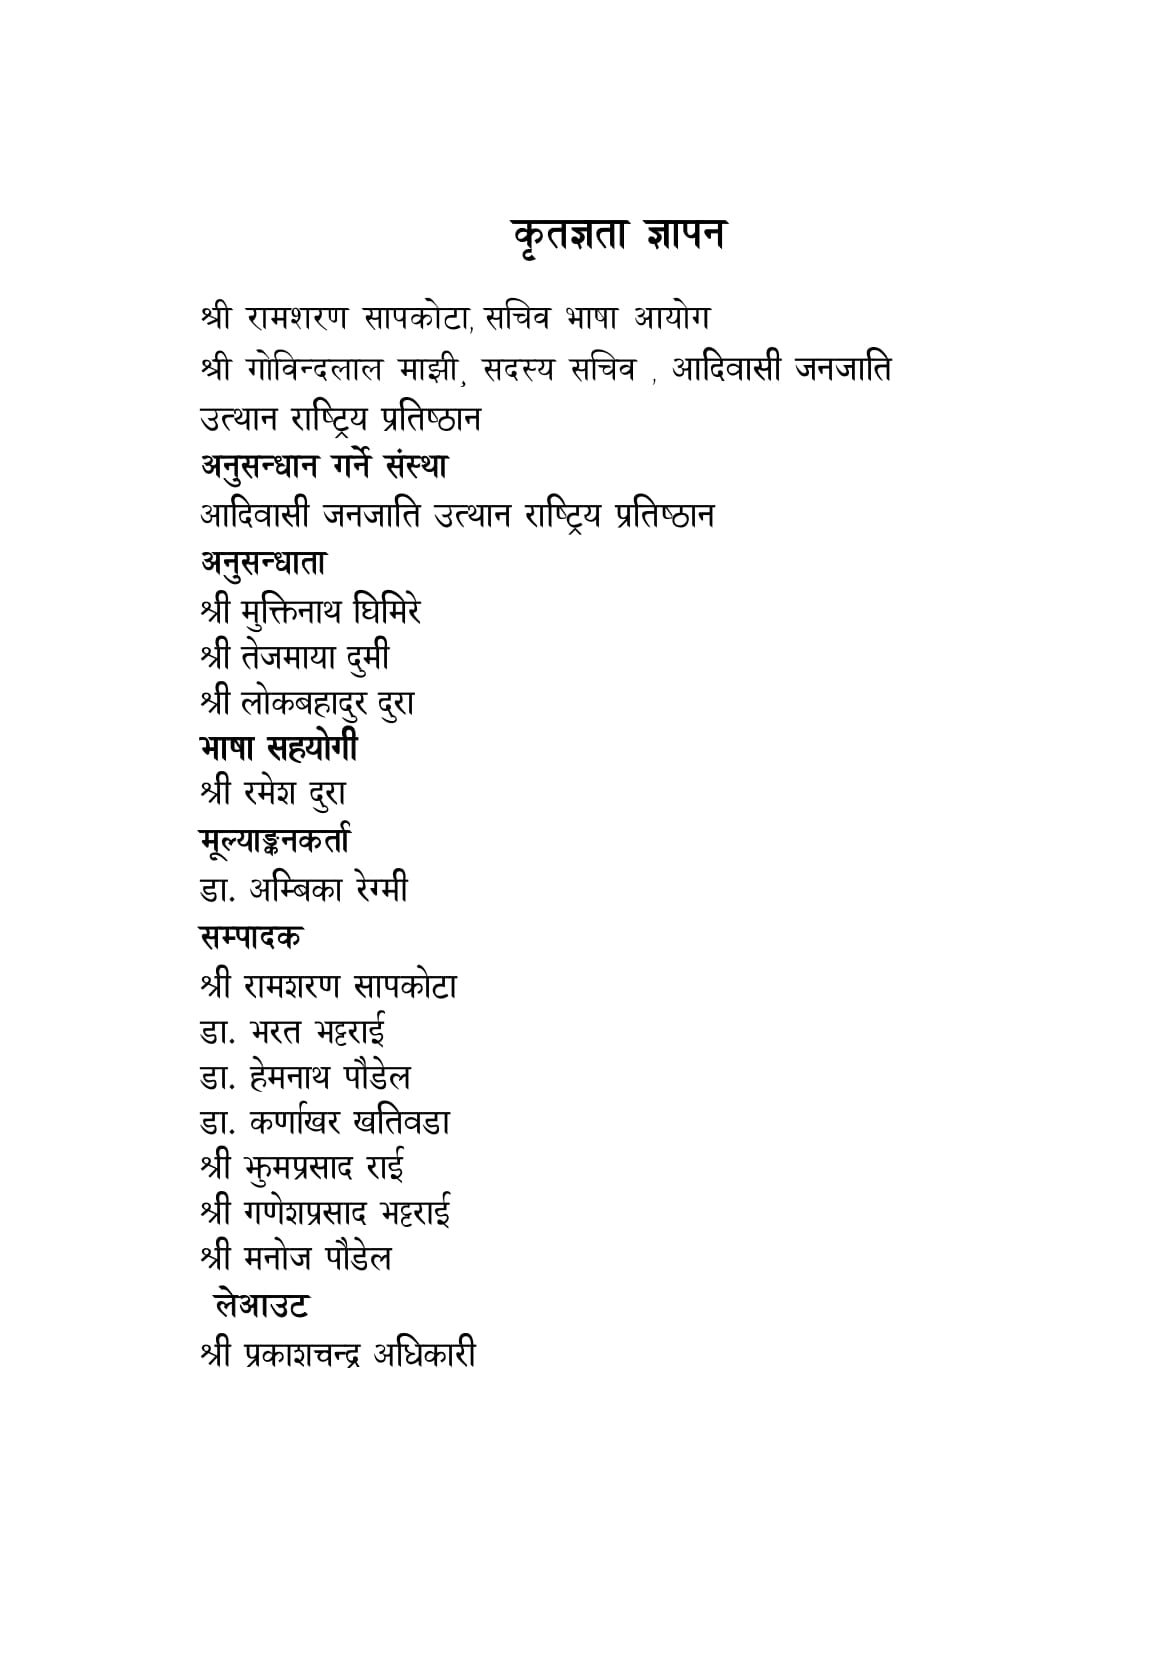 कृतज्ञता ज्ञापन
श्री रामशरण सापकोटा, सचिव भाषा आयोग
श्री गोविन्दलाल माझी, सदस्य सचिव , आदिवासी जनजाति
उत्थान राष्ट्रिय प्रतिष्ठान
अनुसन्धान गर्ने संस्था
आदिवासी जनजाति उत्थान राष्ट्रिय प्रतिष्ठान
अनुसन्धाता
श्री मुक्तिनाथ घिमिरे
श्री तेजमाया दुमी
श्री लोकबहादुर दुरा
भाषा सहयोगी
श्री रमेश दुरा
मूल्याङ्कनकर्ता
डा. अम्बिका रेग्मी
सम्पादक
श्री रामशरण सापकोटा
डा. भरत भट्टराई
डा. हेमनाथ पौडेल
डा. कर्णाखर खतिवडा
श्री झुमप्रसाद राई
श्री गणेशप्रसाद भट्टराई
श्री मनोज पौडेल
लेआउट
श्री प्रकाशचन्द्र अधिकारी